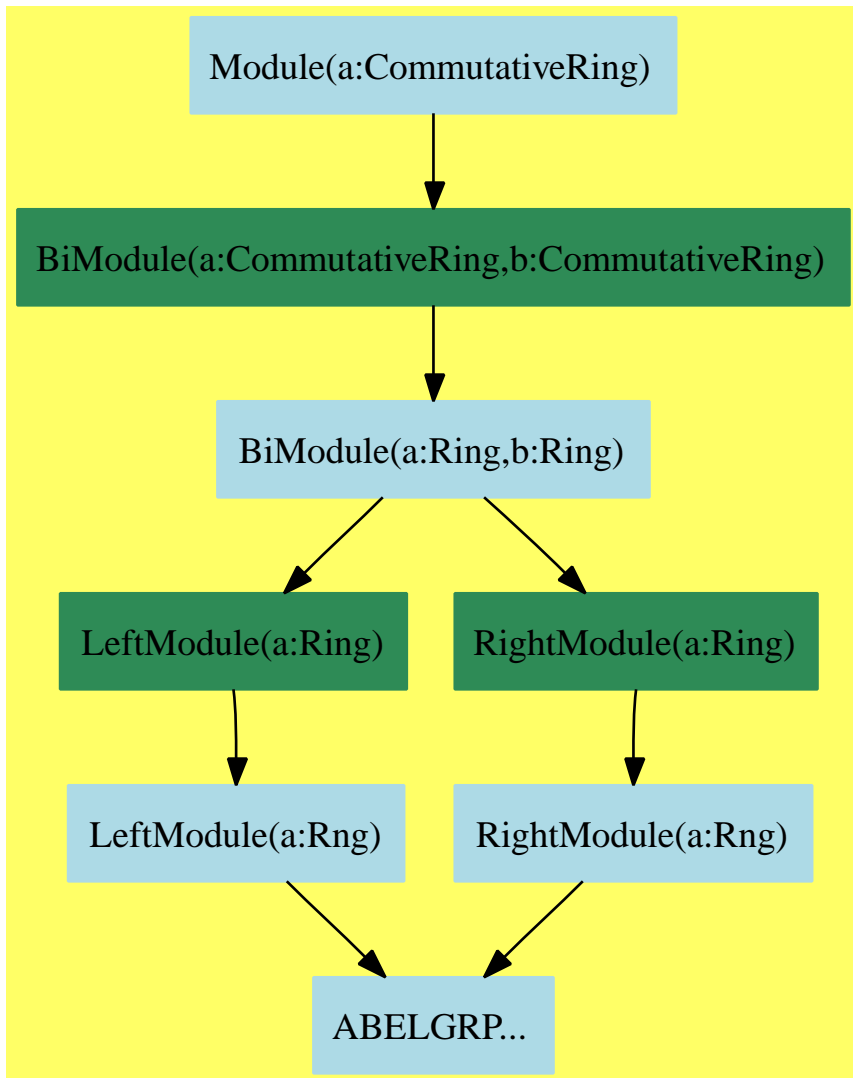 Module(a:CommutativeRing)
BiModule(a:CommutativeRing,b:CommutativeRing)
BiModule(a:Ring,b:Ring)
LeftModule(a:Ring)
RightModule(a:Ring)
LeftModule(a:Rng)
RightModule(a:Rng)
ABELGRP...